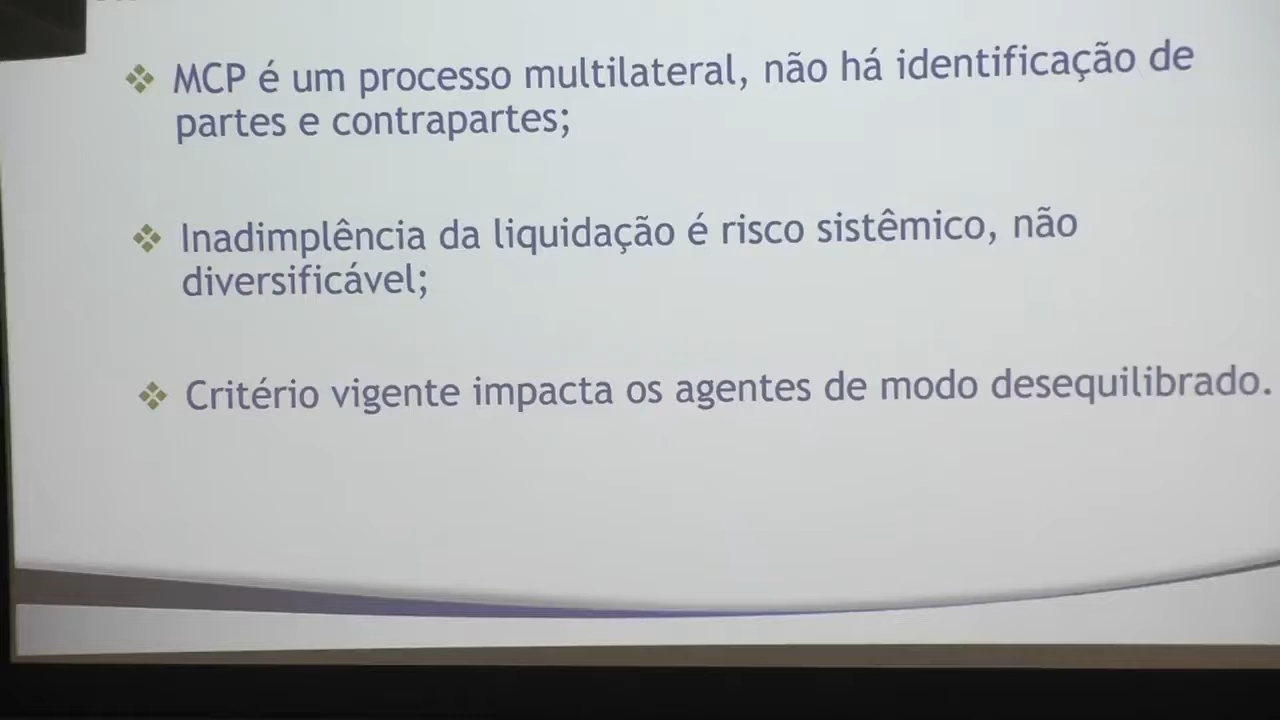 MCP é um processo multilateral, não há identificação de
partes e contrapartes;
Inadimplência da liquidação é risco sistêmico, não
diversificável;
Critério vigente impacta os agentes de modo desequilibrado.